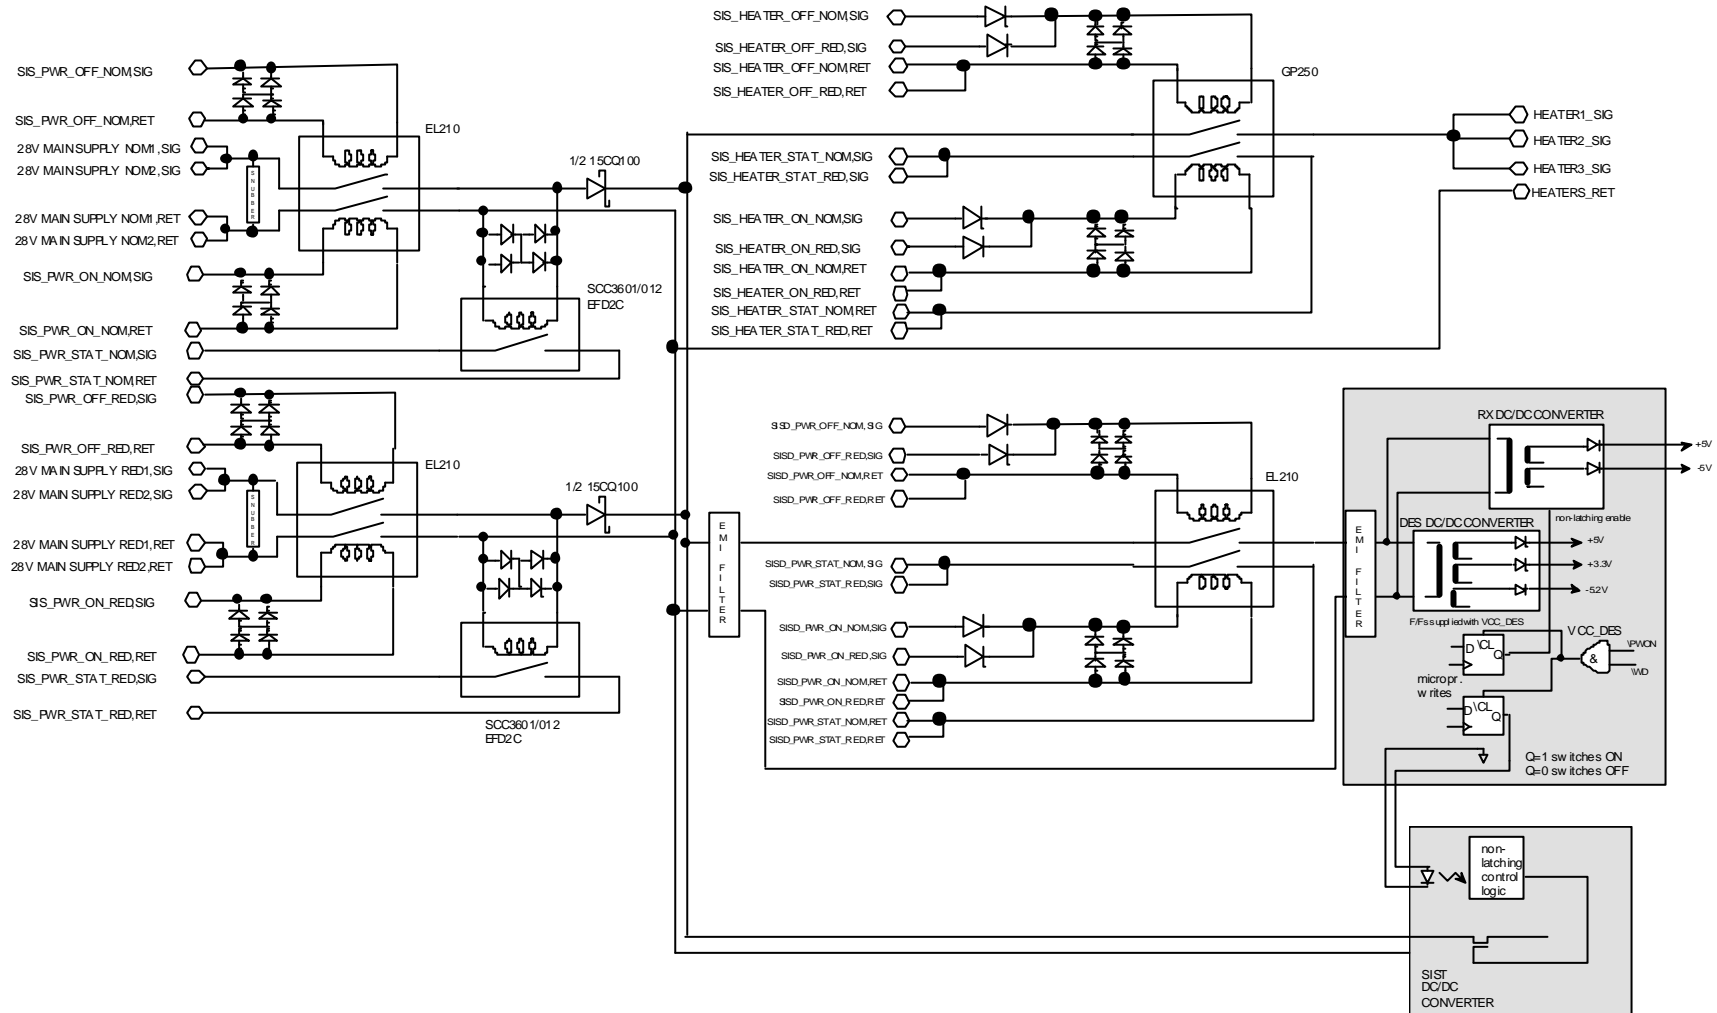 SIS_PWR_OFF_NOM,SIG
SIS_PWR_OFF_NOM,RET
28V MAIN SUPPLY NOM1,SIG
28V MAIN SUPPLY NOM2,SIG
28V MAIN SUPPLY NOM1,RET
28V MAIN SUPPLY NOM2,RET
SIS_PWR_ON_NOM,SIG
SIS_PWR_ON_NOM,RET
SIS_PWR_STAT_NOM,SIG
SIS_PWR_STAT_NOM,RET
SIS_PWR_OFF_RED,SIG
SIS_PWR_OFF_RED,RET
28V MAIN SUPPLY RED1,SIG
28V MAIN SUPPLY RED2,SIG
28V MAIN SUPPLY RED1,RET
28V MAIN SUPPLY RED2,RET
SIS_PWR_ON_RED,SIG
SIS_PWR_ON_RED,RET
SIS_PWR_STAT_RED,SIG
SIS_PWR_STAT_RED,RET
SNUBBER
SNUBBER
EL210
EL210
1/2 15CQ100
1/2 15CQ100
SCC3601/012
EFD2C
SCC3601/012
EFD2C
SIS_HEATER_OFF_NOM,SIG
SIS_HEATER_OFF_RED,SIG
SIS_HEATER_OFF_NOM,RET
SIS_HEATER_OFF_RED,RET
GP250
SIS_HEATER_STAT_NOM,SIG
SIS_HEATER_STAT_RED,SIG
SIS_HEATER_ON_NOM,SIG
SIS_HEATER_ON_RED,SIG
SIS_HEATER_ON_NOM,RET
SIS_HEATER_ON_RED,RET
SIS_HEATER_STAT_NOM,RET
SIS_HEATER_STAT_RED,RET
HEATER1_SIG
HEATER2_SIG
HEATER3_SIG
HEATERS_RET
EMI FILTER
SISD_PWR_OFF_NOM,SIG
SISD_PWR_OFF_RED,SIG
SISD_PWR_OFF_NOM,RET
SISD_PWR_OFF_RED,RET
EL210
SISD_PWR_STAT_NOM,SIG
SISD_PWR_STAT_RED,SIG
SISD_PWR_ON_NOM,SIG
SISD_PWR_ON_RED,SIG
SISD_PWR_ON_NOM,RET
SISD_PWR_ON_RED,RET
SISD_PWR_STAT_NOM,RET
SISD_PWR_STAT_RED,RET
EMI FILTER
RX DC/DC CONVERTER
+5V
-5V
non-latching enable
DES DC/DC CONVERTER
+5V
+3.3V
-5.2V
F/Fs supplied with VCC_DES
VCC_DES
D \CL Q
&
\PWON
\WD
micropr.
writes
D \CL Q
Q=1 switches ON
Q=0 switches OFF
non-
latching
control
logic
SIST
DC/DC
CONVERTER